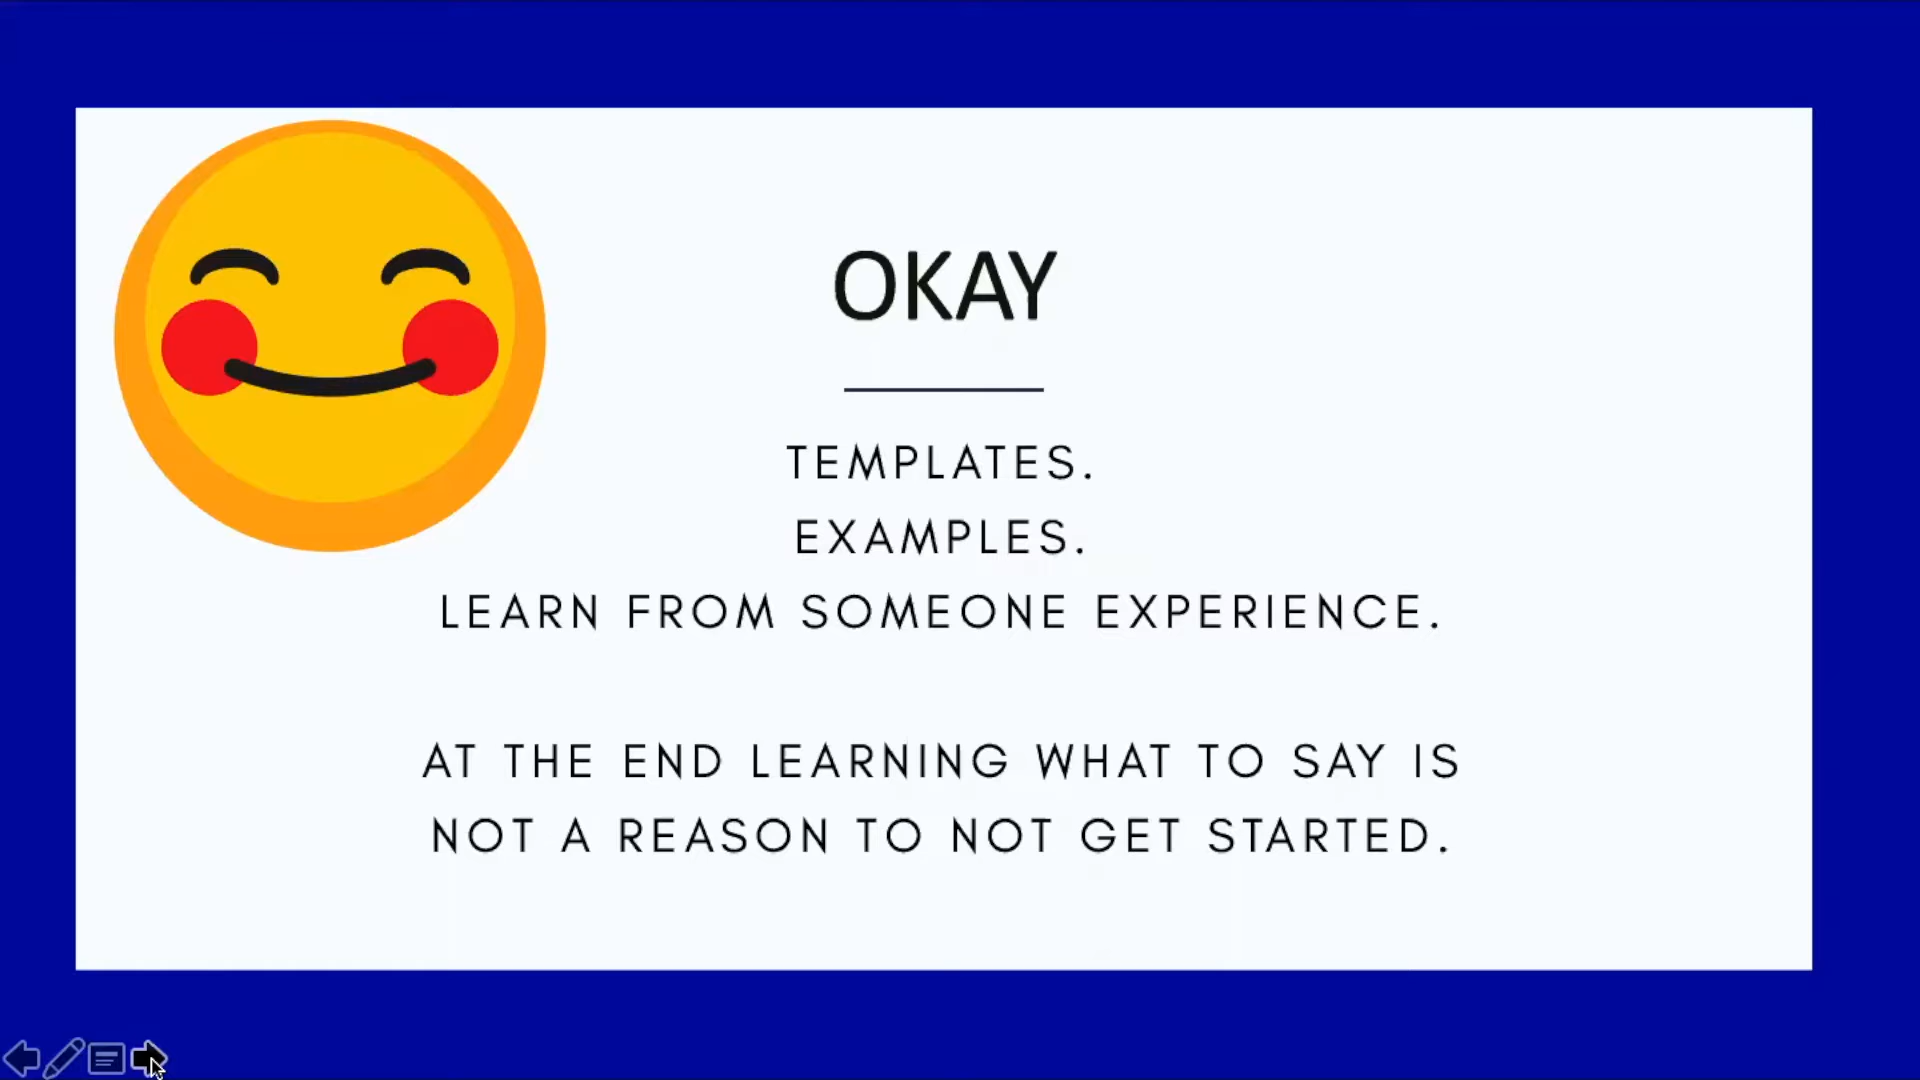 OKAY
TEMPLATES.
EXAMPLES.
LEARN FROM SOMEONE EXPERIENCE.
AT THE END LEARNING WHAT TO SAY IS
NOT A REASON TO NOT GET STARTED.